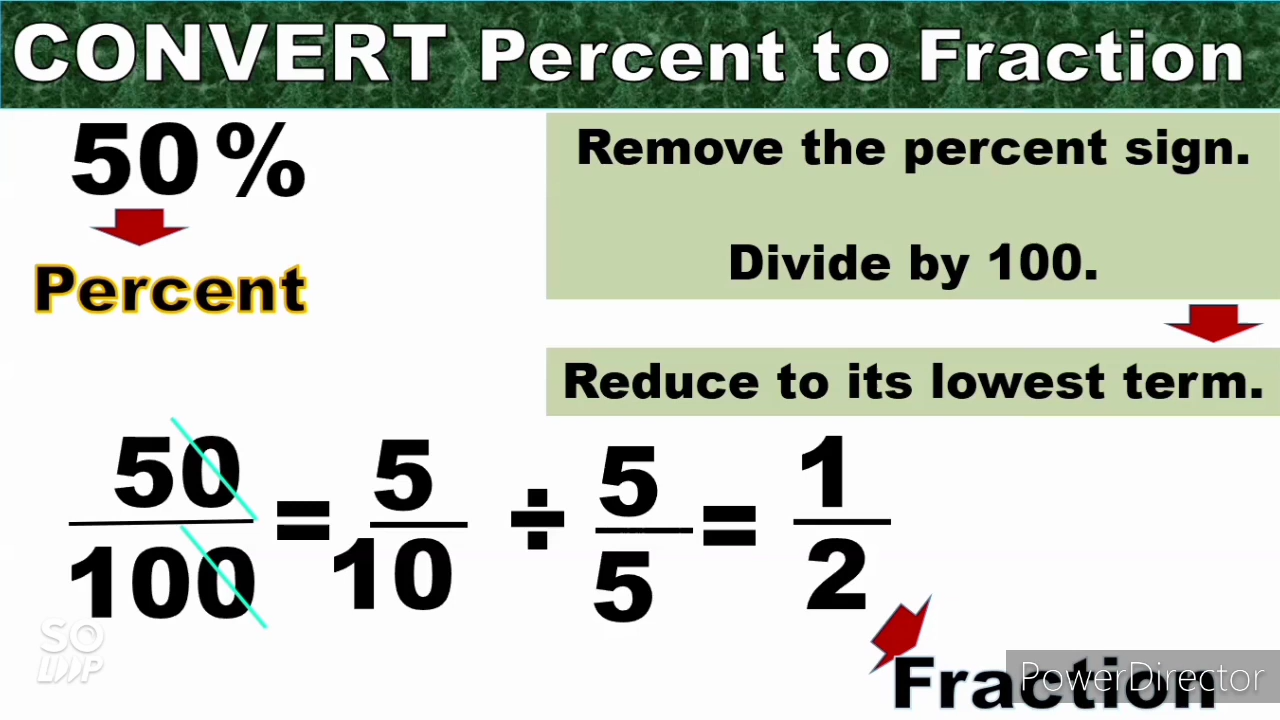 CONVERT Percent to Fraction
50%
Percent
Remove the percent sign.
Divide by 100.
Reduce to its lowest term.
50/100 = 5/10 ÷ 5/5 = 1/2
Fraction
PowerDirector
SO